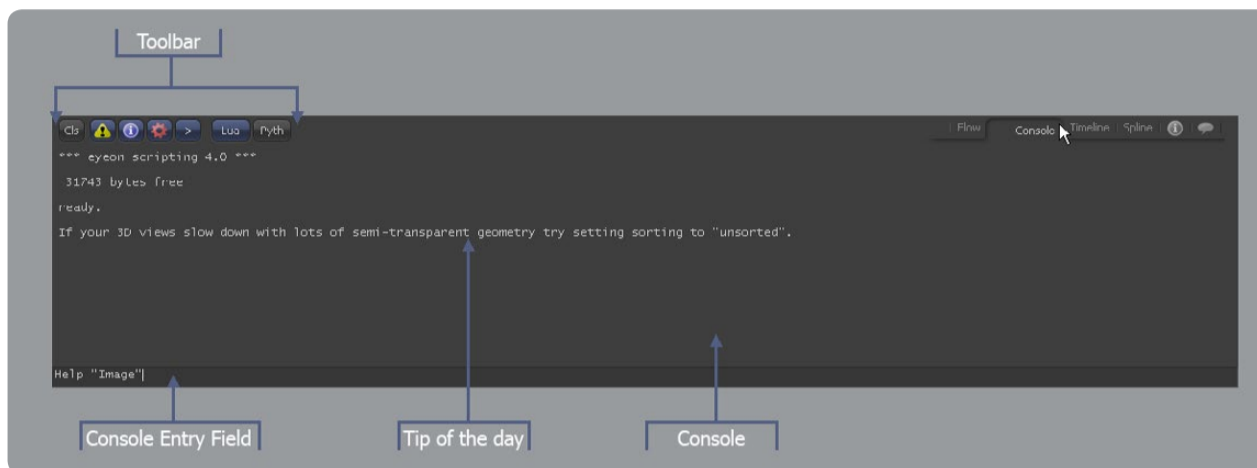 Toolbar
Cls > Lua Pyth
Flow Console Timeline Spline
*** eyeon scripting 4.0 ***
31743 bytes free
ready.
If your 3D views slow down with lots of semi-transparent geometry try setting sorting to "unsorted".
Help "Image"
Console Entry Field
Tip of the day
Console